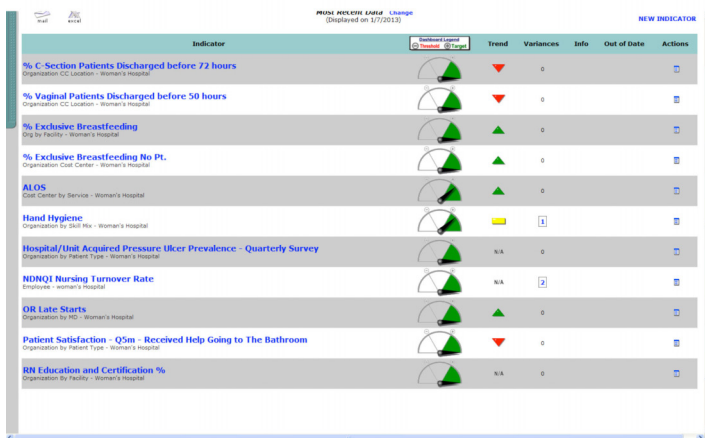 Most Recent Data Change
mail excel (Displayed on 1/7/2013) NEW INDICATOR
Indicator Dashboard Legend Trend Variances Info Out of Date Actions
Threshold Target
% C-Section Patients Discharged before 72 hours 0
Organization CC Location - Woman's Hospital
% Vaginal Patients Discharged before 50 hours 0
Organization CC Location - Woman's Hospital
% Exclusive Breastfeeding 0
Org by Facility - Woman's Hospital
% Exclusive Breastfeeding No Pt. 0
Organization Cost Center - Woman's Hospital
ALOS 0
Cost Center by Service - Woman's Hospital
Hand Hygiene 1
Organization by Skill Mix - Woman's Hospital
Hospital/Unit Acquired Pressure Ulcer Prevalence - Quarterly Survey N/A 0
Organization by Patient Type - Woman's Hospital
NDNQI Nursing Turnover Rate N/A 2
Employee - woman's Hospital
OR Late Starts 0
Organization by MD - Woman's Hospital
Patient Satisfaction - Q5m - Received Help Going to The Bathroom 0
Organization by Patient Type - Woman's Hospital
RN Education and Certification % N/A 0
Organization By Facility - Woman's Hospital